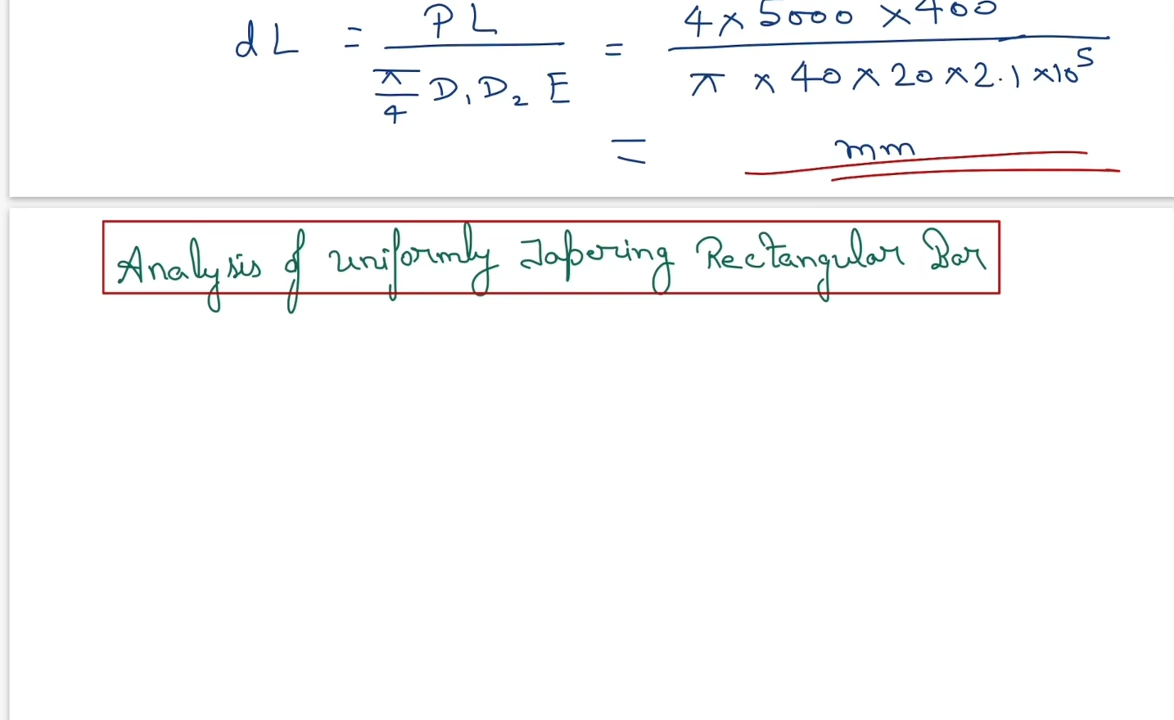 dL = PL / (π/4 D₁D₂ E) = 4 × 5000 × 400 / (π × 40 × 20 × 2.1 × 10⁵)
= mm
Analysis of uniformly Tapering Rectangular Bar